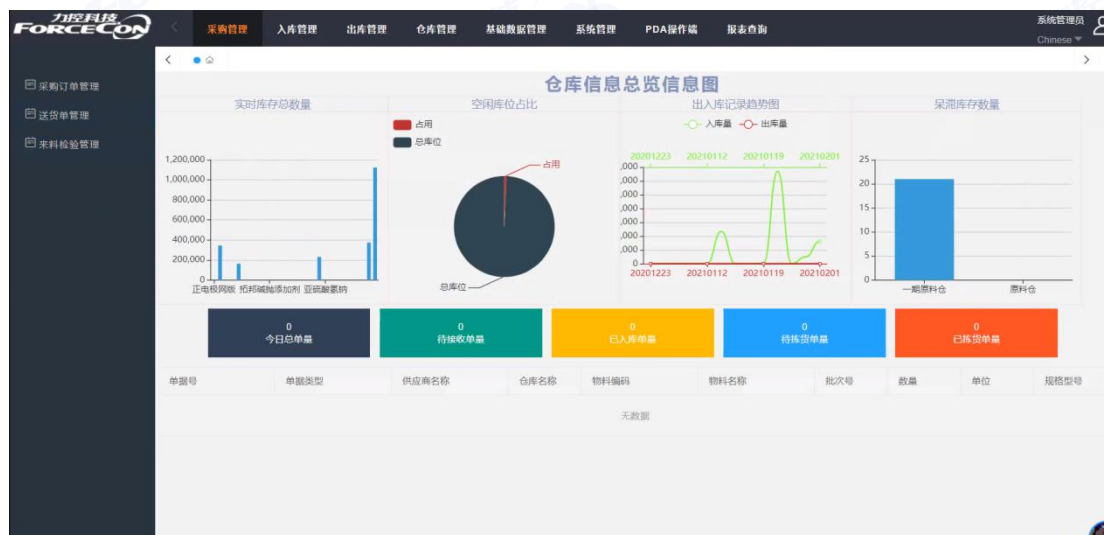 力控科技
FORCECON
采购管理 入库管理 出库管理 仓库管理 基础数据管理 系统管理 PDA操作端 报表查询
系统管理员
Chinese
采购订单管理
送货单管理
来料检验管理
仓库信息总览信息图
实时库存总数量
1,200,000
1,000,000
800,000
600,000
400,000
200,000
0
正电极网版 拓邦碱抛添加剂 亚硫酸氢钠
空闲库位占比
占用
总库位
占用
总库位
出入库记录趋势图
入库量 出库量
20201223 20210112 20210119 20210201
,000
,000
,000
,000
,000
,000
,000
0
20201223 20210112 20210119 20210201
呆滞库存数量
25
20
15
10
5
0
一期原料仓 原料仓
0
今日总单量
0
待接收单量
0
已入库单量
0
待拣货单量
0
已拣货单量
单据号 单据类型 供应商名称 仓库名称 物料编码 物料名称 批次号 数量 单位 规格型号
无数据